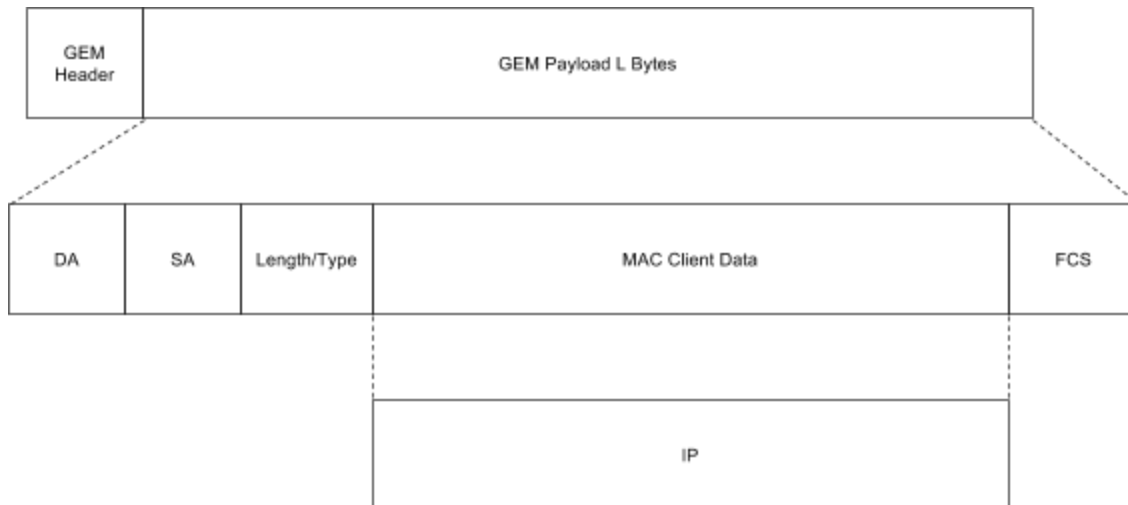 GEM
Header
GEM Payload L Bytes
DA
SA
Length/Type
MAC Client Data
FCS
IP